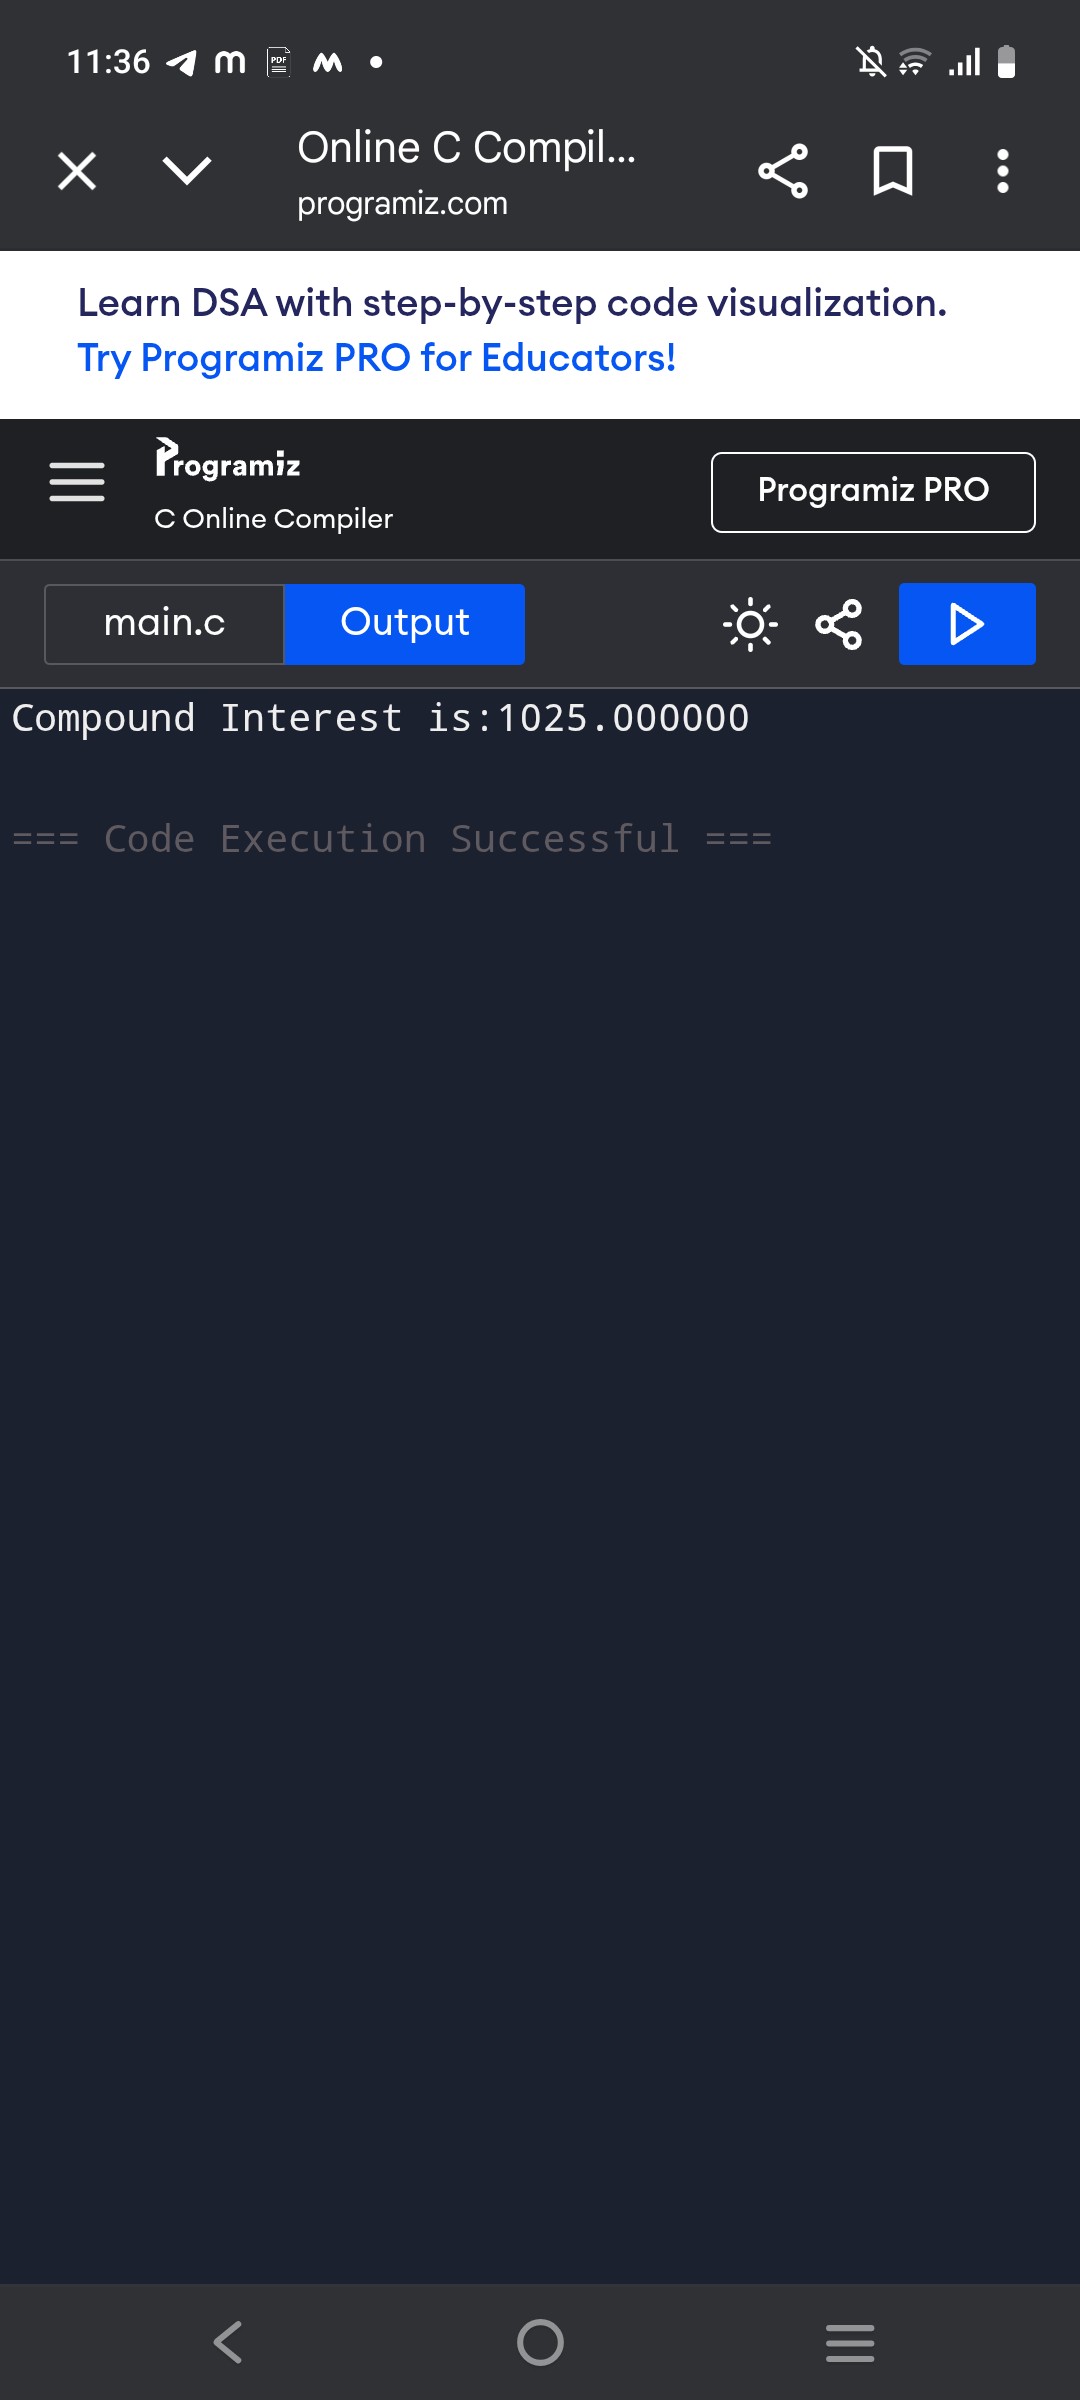 11:36
PDF
Online C Compil...
programiz.com
Learn DSA with step-by-step code visualization.
Try Programiz PRO for Educators!
Programiz
C Online Compiler
Programiz PRO
main.c
Output
Compound Interest is:1025.000000
=== Code Execution Successful ===